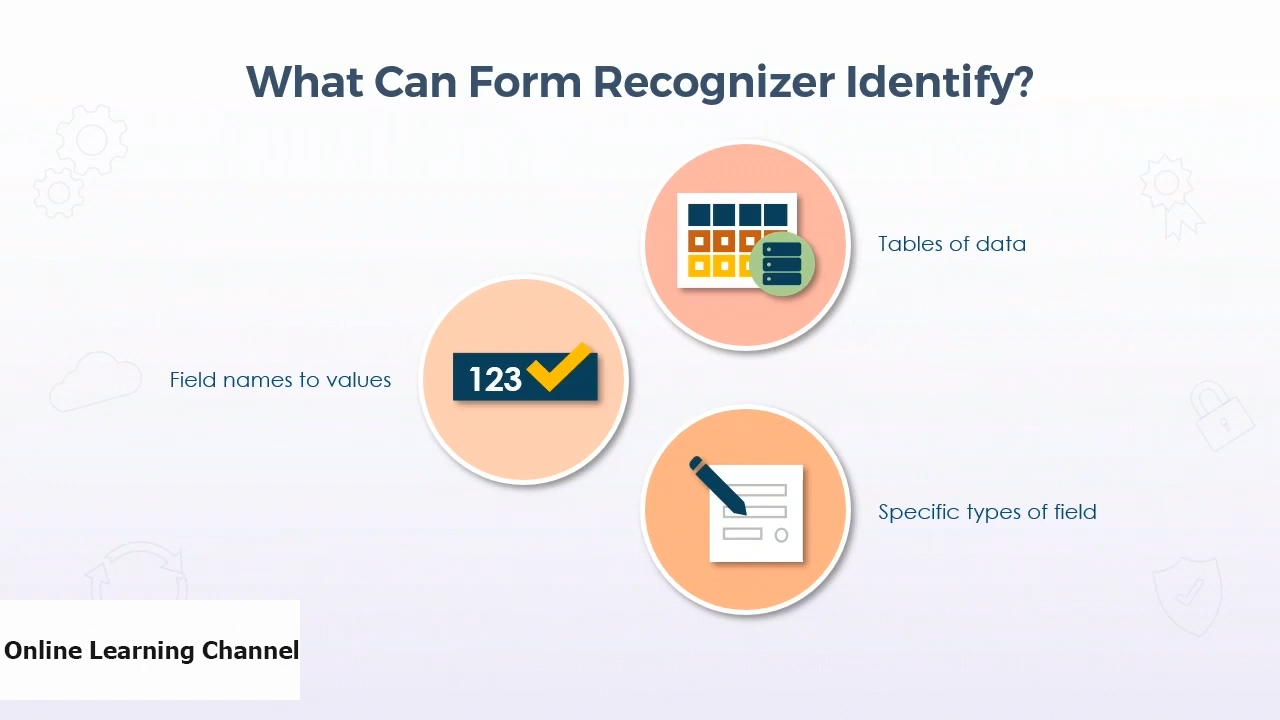 What Can Form Recognizer Identify?
Tables of data
Field names to values
123
Specific types of field
Online Learning Channel